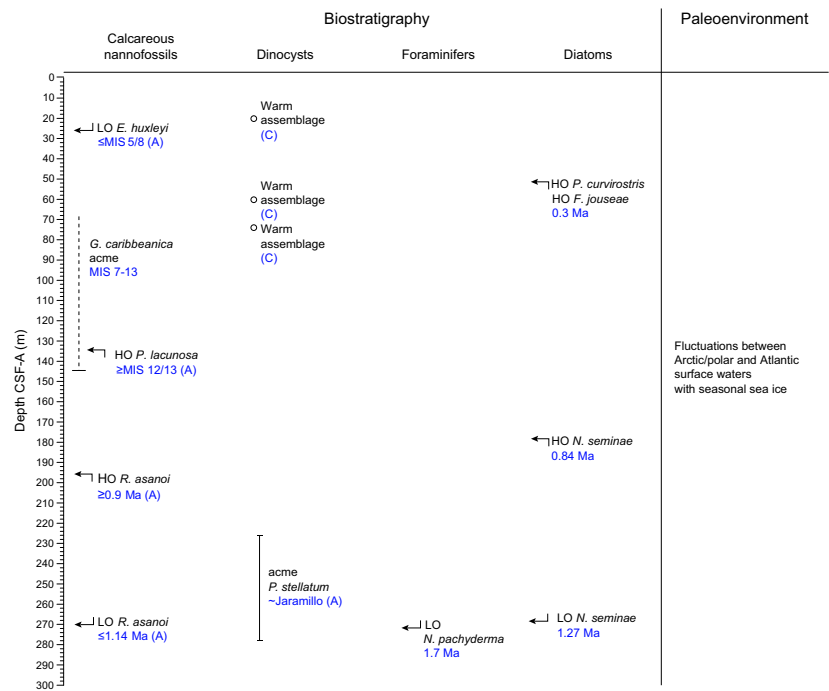 Biostratigraphy
Paleoenvironment
Calcareous
nannofossils
Dinocysts
Foraminifers
Diatoms
Depth CSF-A (m)
0
10
20
30
40
50
60
70
80
90
100
110
120
130
140
150
160
170
180
190
200
210
220
230
240
250
260
270
280
290
300
LO E. huxleyi
≤MIS 5/8 (A)
G. caribbeanica
acme
MIS 7-13
HO P. lacunosa
≥MIS 12/13 (A)
HO R. asanoi
≥0.9 Ma (A)
LO R. asanoi
≤1.14 Ma (A)
Warm
assemblage
(C)
Warm
assemblage
(C)
Warm
assemblage
(C)
acme
P. stellatum
~Jaramillo (A)
LO
N. pachyderma
1.7 Ma
HO P. curvirostris
HO F. jouseae
0.3 Ma
HO N. seminae
0.84 Ma
LO N. seminae
1.27 Ma
Fluctuations between
Arctic/polar and Atlantic
surface waters
with seasonal sea ice